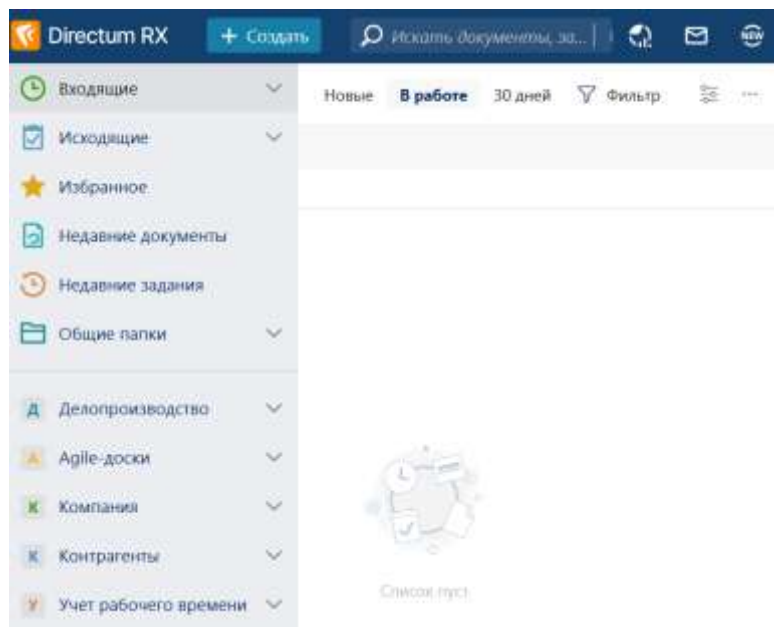 Directum RX
+ Создать
Искать документы, за...
NEW
Входящие
Новые В работе 30 дней Фильтр
Исходящие
Избранное
Недавние документы
Недавние задания
Общие папки
Д Делопроизводство
A Agile-доски
К Компания
К Контрагенты
У Учет рабочего времени
Список пуст